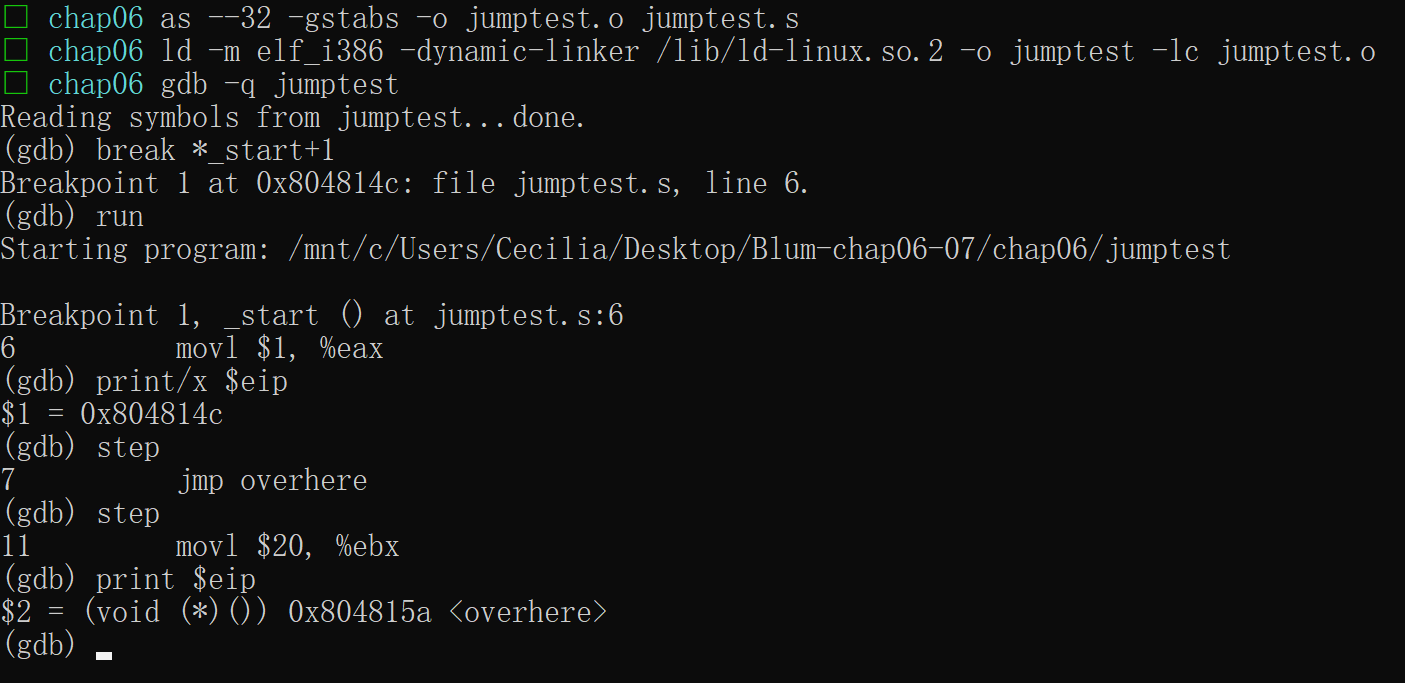 chap06 as --32 -gstabs -o jumptest.o jumptest.s
chap06 ld -m elf_i386 -dynamic-linker /lib/ld-linux.so.2 -o jumptest -lc jumptest.o
chap06 gdb -q jumptest
Reading symbols from jumptest...done.
(gdb) break *_start+1
Breakpoint 1 at 0x804814c: file jumptest.s, line 6.
(gdb) run
Starting program: /mnt/c/Users/Cecilia/Desktop/Blum-chap06-07/chap06/jumptest
Breakpoint 1, _start () at jumptest.s:6
6 movl $1, %eax
(gdb) print/x $eip
$1 = 0x804814c
(gdb) step
7 jmp overhere
(gdb) step
11 movl $20, %ebx
(gdb) print $eip
$2 = (void (*)()) 0x804815a <overhere>
(gdb)